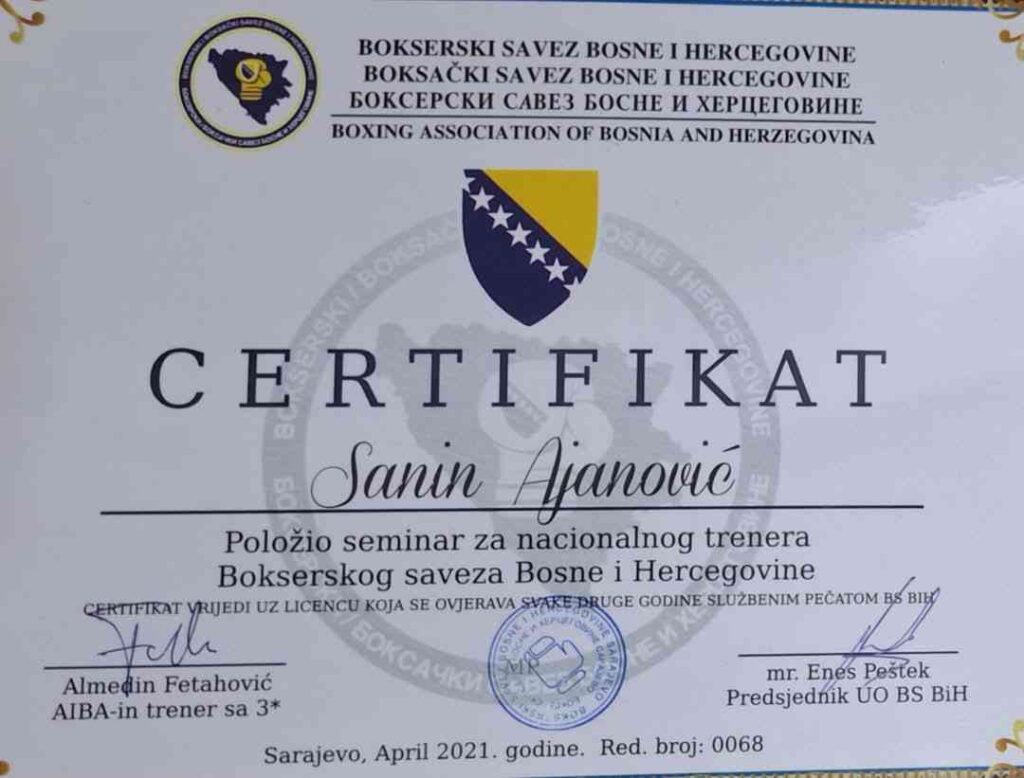 BOKSERSKI SAVEZ BOSNE I HERCEGOVINE
BOKSAČKI SAVEZ BOSNE I HERCEGOVINE
БОКСЕРСКИ САВЕЗ БОСНЕ И ХЕРЦЕГОВИНЕ
BOXING ASSOCIATION OF BOSNIA AND HERZEGOVINA
CERTIFIKAT
Sanin Ajanović
Položio seminar za nacionalnog trenera
Bokserskog saveza Bosne i Hercegovine
CERTIFIKAT VRIJEDI UZ LICENCU KOJA SE OVJERAVA SVAKE DRUGE GODINE SLUŽBENIM PEČATOM BS BIH
Almedin Fetahović
AIBA-in trener sa 3*
MP
mr. Enes Peštek
Predsjednik UO BS BiH
Sarajevo, April 2021. godine. Red. broj: 0068